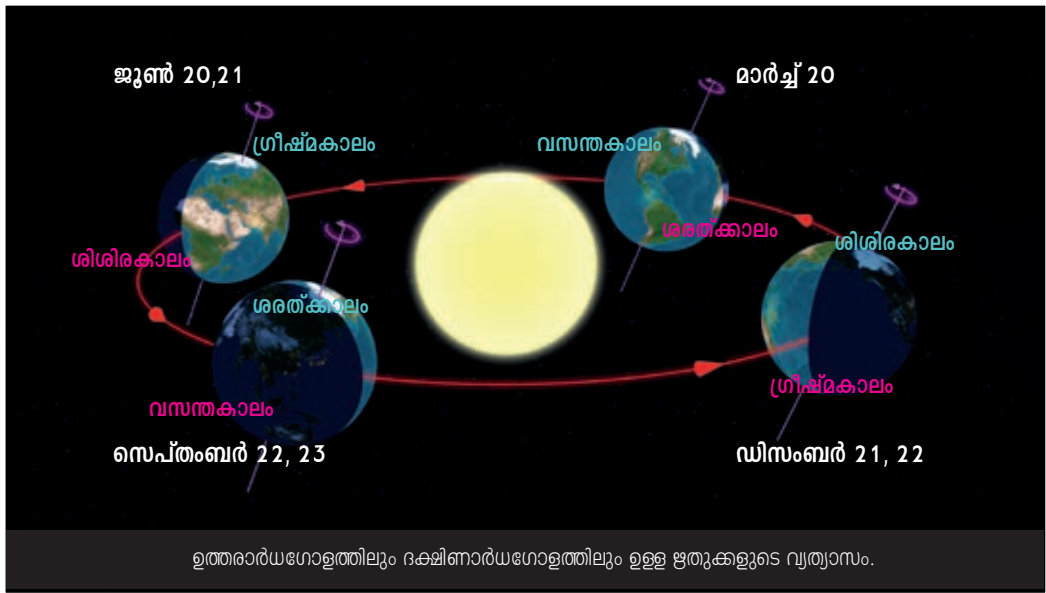 ജൂൺ 20,21
മാർച്ച് 20
ഗ്രീഷ്മകാലം
വസന്തകാലം
ശരത്ക്കാലം
ശിശിരകാലം
ശിശിരകാലം
ശരത്ക്കാലം
ഗ്രീഷ്മകാലം
വസന്തകാലം
സെപ്തംബർ 22, 23
ഡിസംബർ 21, 22
ഉത്തരാർധഗോളത്തിലും ദക്ഷിണാർധഗോളത്തിലും ഉള്ള ഋതുക്കളുടെ വ്യത്യാസം.